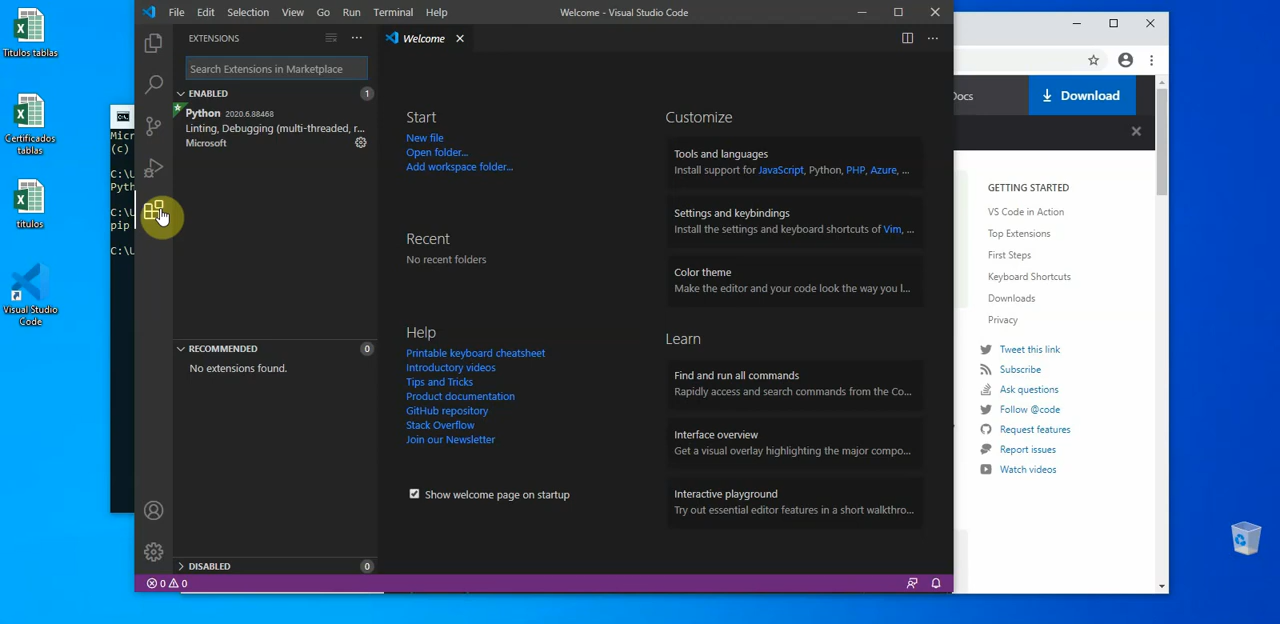 Titulos tablas
Certificados
tablas
titulos
Visual Studio
Code
Micr
(c)
C:\U
Pyth
C:\U
pip
C:\U
File Edit Selection View Go Run Terminal Help
Welcome - Visual Studio Code
EXTENSIONS
Search Extensions in Marketplace
ENABLED
1
Python 2020.6.88468
Linting, Debugging (multi-threaded, r...
Microsoft
RECOMMENDED
0
No extensions found.
DISABLED
0
0 0
Welcome
Start
New file
Open folder...
Add workspace folder...
Recent
No recent folders
Help
Printable keyboard cheatsheet
Introductory videos
Tips and Tricks
Product documentation
GitHub repository
Stack Overflow
Join our Newsletter
Show welcome page on startup
Customize
Tools and languages
Install support for JavaScript, Python, PHP, Azure, ...
Settings and keybindings
Install the settings and keyboard shortcuts of Vim, ...
Color theme
Make the editor and your code look the way you l...
Learn
Find and run all commands
Rapidly access and search commands from the Co...
Interface overview
Get a visual overlay highlighting the major compo...
Interactive playground
Try out essential editor features in a short walkthro...
Docs
Download
GETTING STARTED
VS Code in Action
Top Extensions
First Steps
Keyboard Shortcuts
Downloads
Privacy
Tweet this link
Subscribe
Ask questions
Follow @code
Request features
Report issues
Watch videos